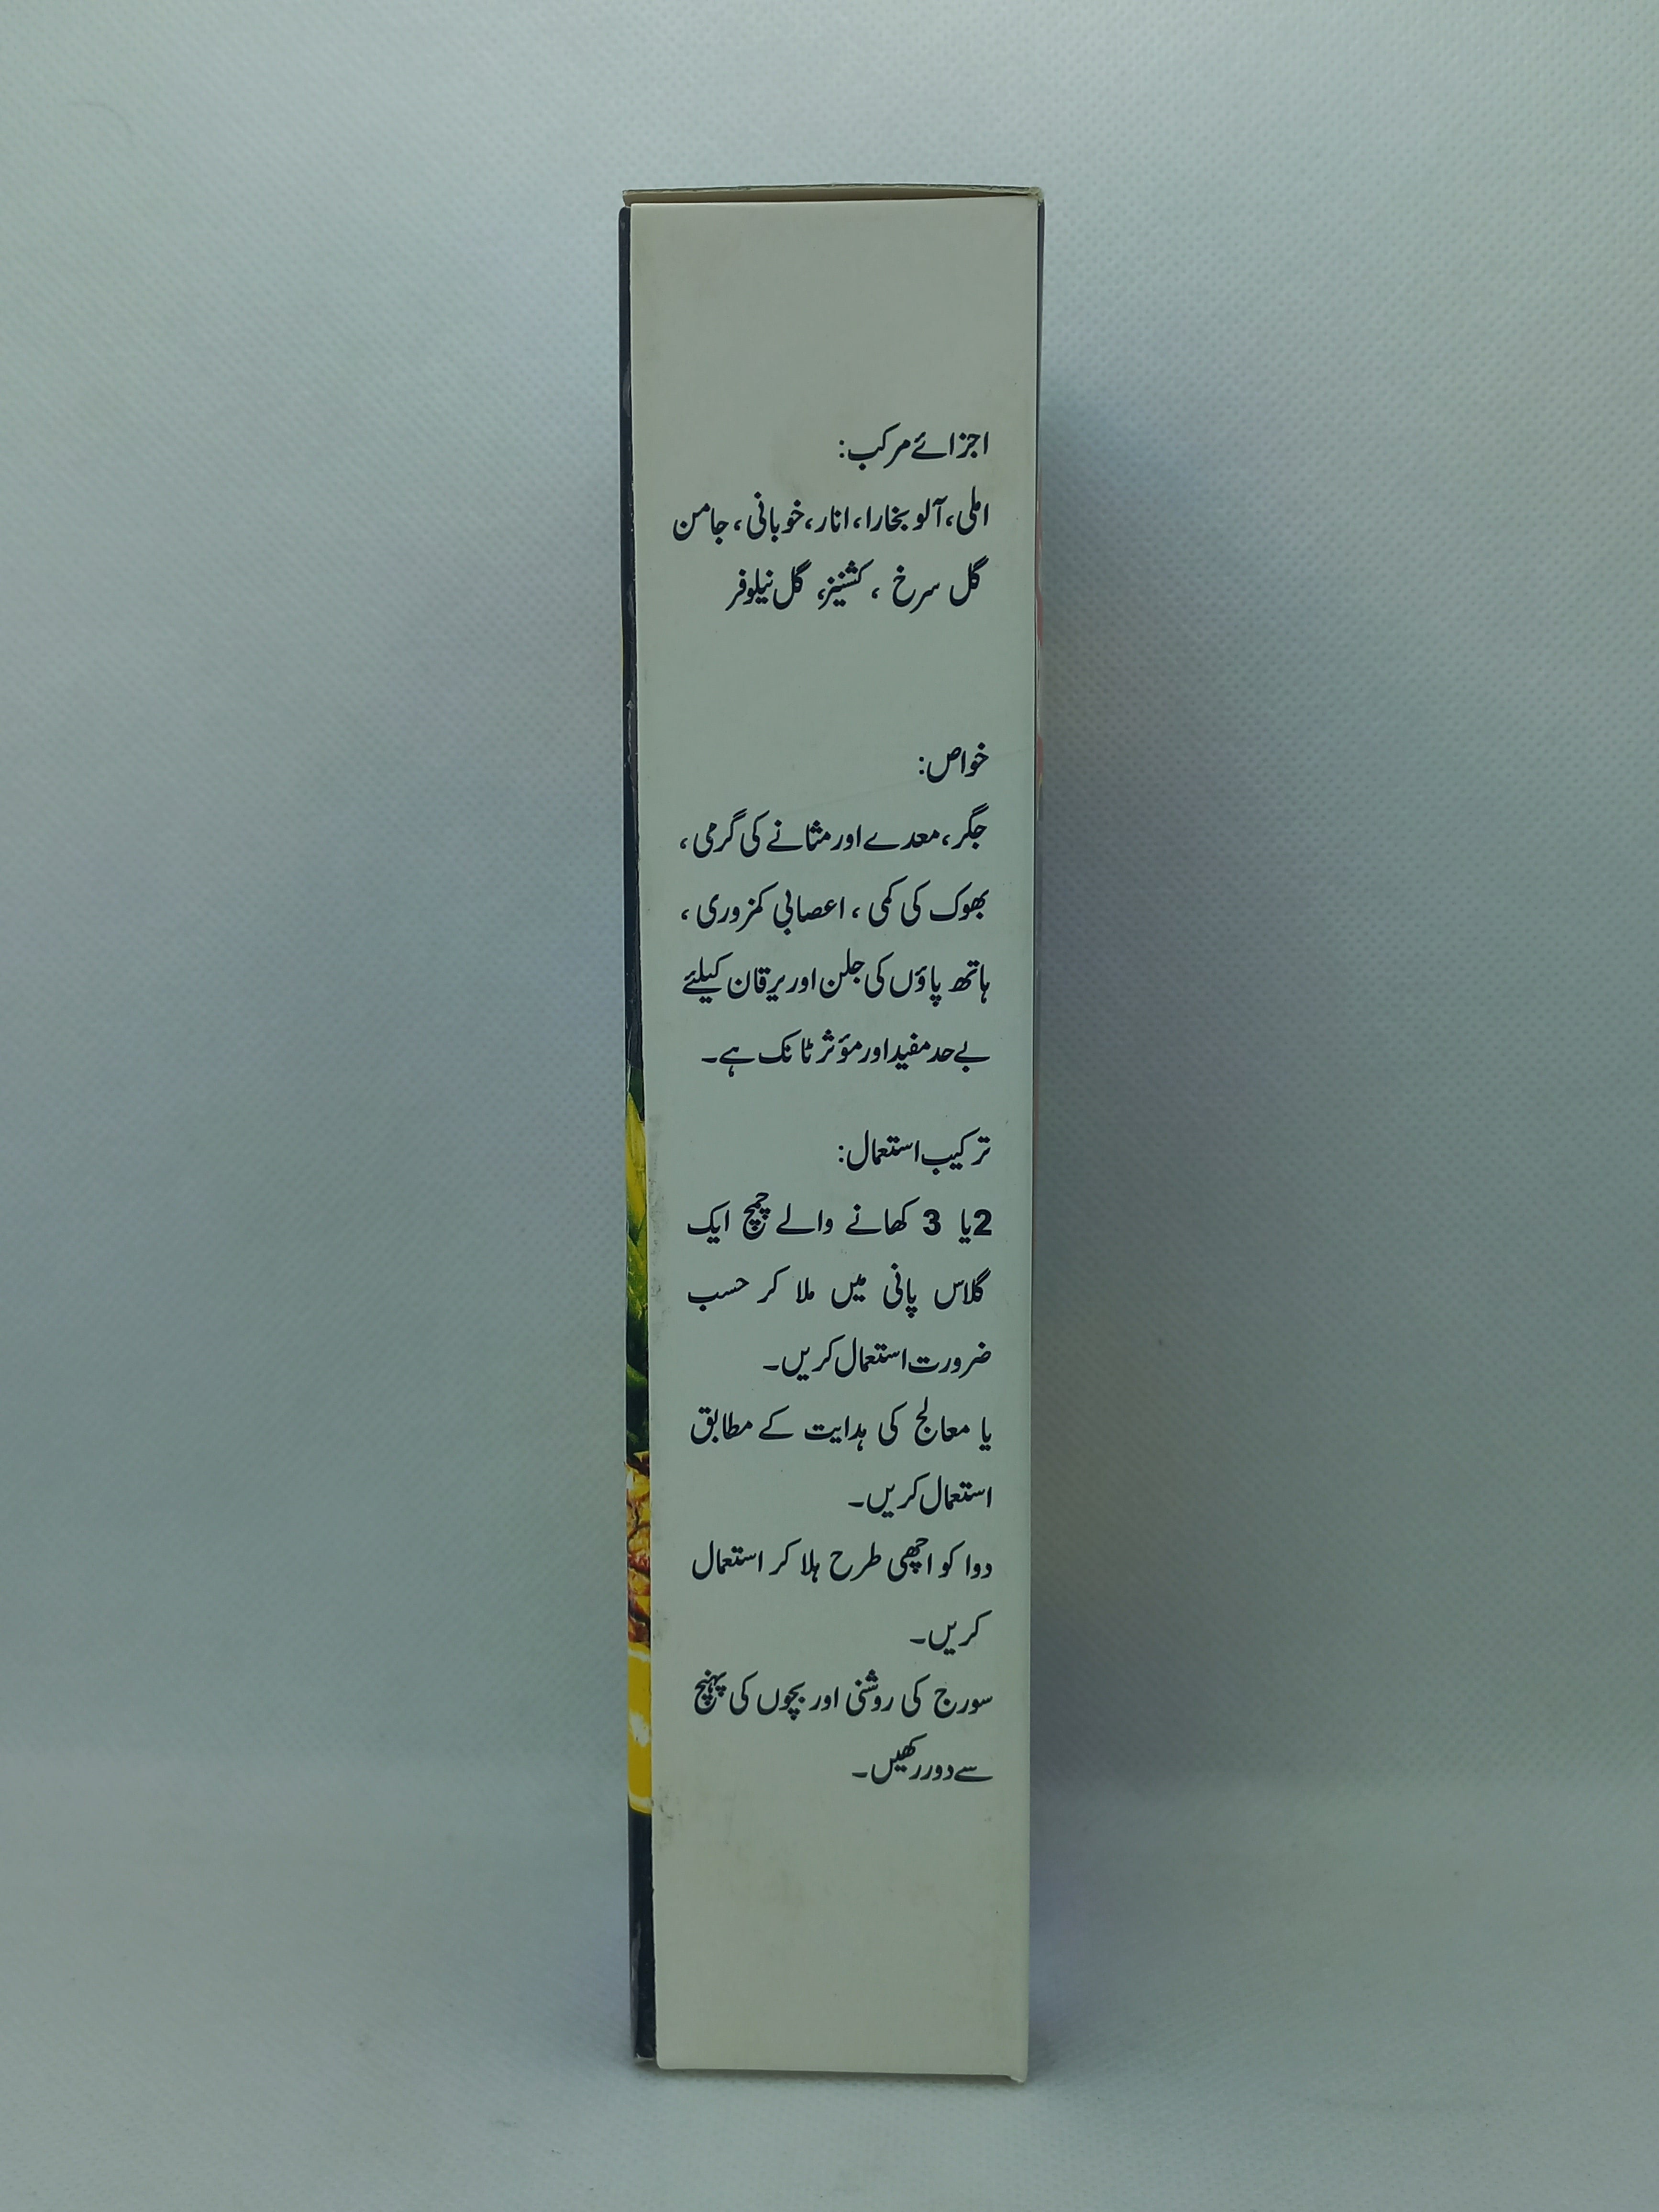 اجزائے مرکب:
املی، آلو بخارا، انار، خوبانی، جامن
گل سرخ ، کشنیز، گل نیلوفر
خواص:
جگر، معدے اور مثانے کی گرمی،
بھوک کی کمی ، اعصابی کمزوری ،
ہاتھ پاؤں کی جلن اور یرقان کیلئے
بے حد مفید اور مؤثر ٹانک ہے۔
ترکیب استعمال:
2 یا 3 کھانے والے چمچ ایک
گلاس پانی میں ملا کر حسب
ضرورت استعمال کریں۔
یا معالج کی ہدایت کے مطابق
استعمال کریں۔
دوا کو اچھی طرح ہلا کر استعمال
کریں۔
سورج کی روشنی اور بچوں کی پہنچ
سے دور رکھیں۔